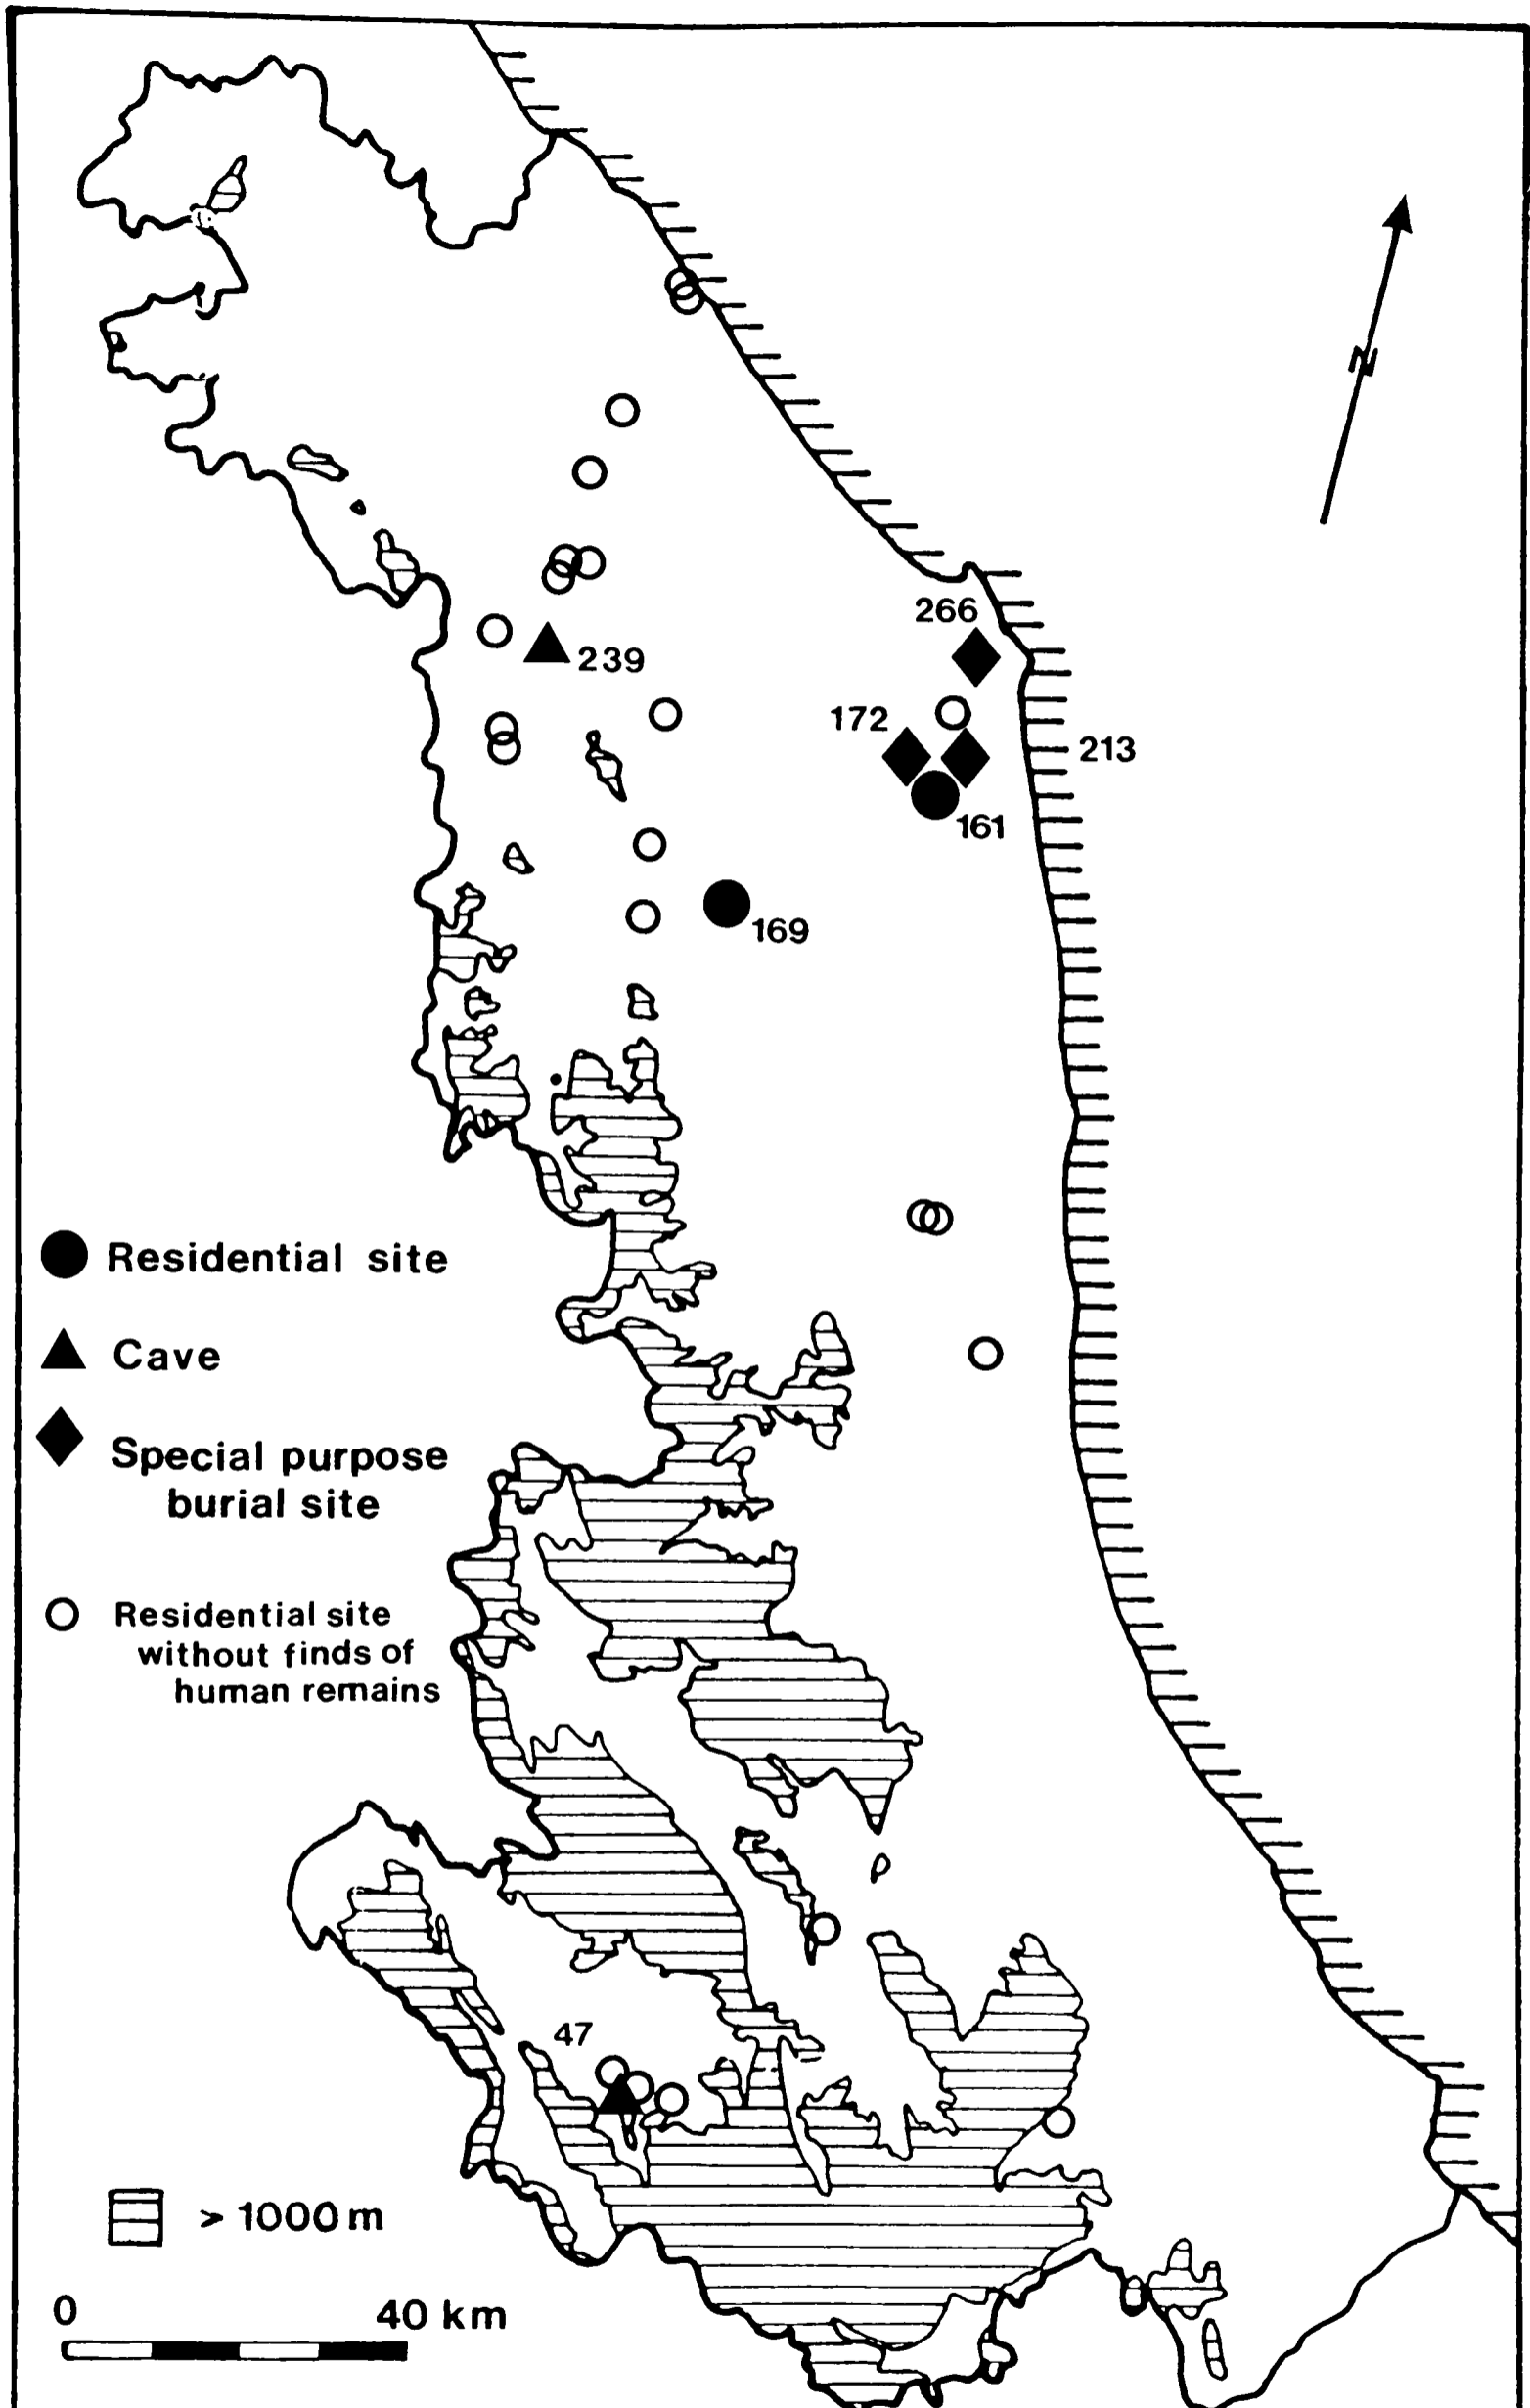 N
266
239
172
213
161
169
Residential site
Cave
Special purpose
burial site
Residential site
without finds of
human remains
47
> 1000 m
0 40 km